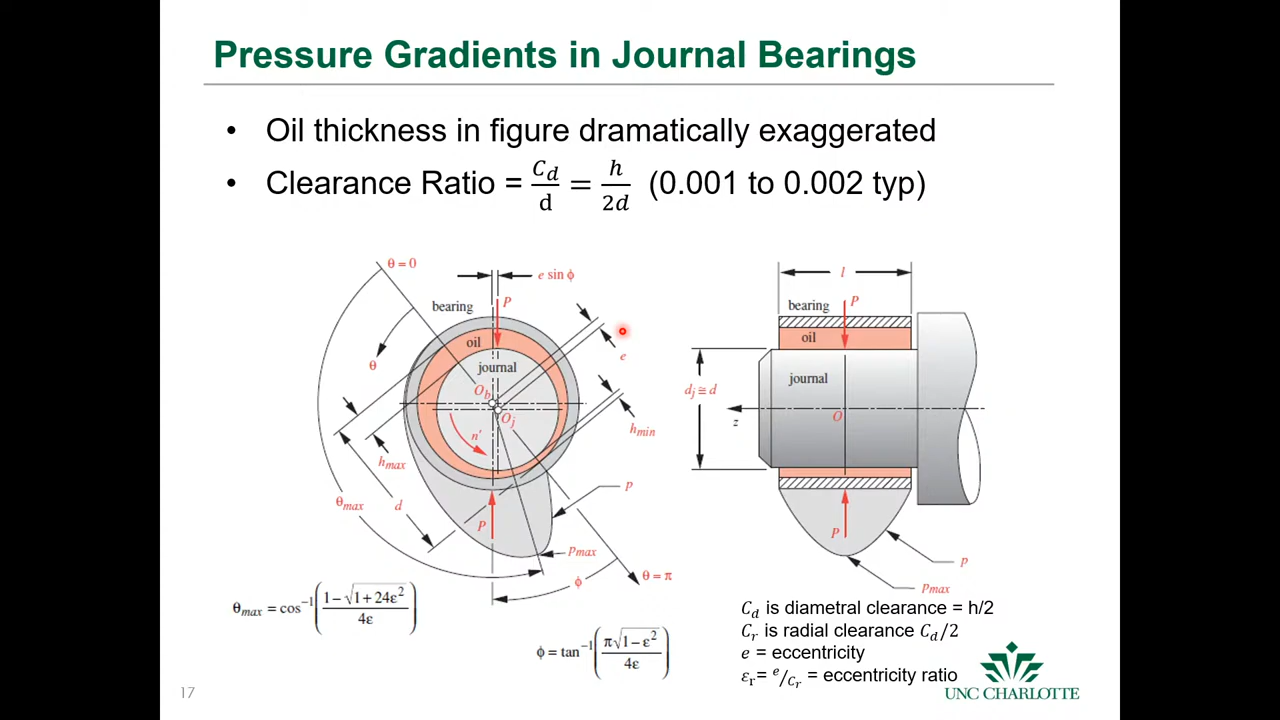 Pressure Gradients in Journal Bearings
• Oil thickness in figure dramatically exaggerated
• Clearance Ratio = C_d/d = h/2d (0.001 to 0.002 typ)
θ = 0
e sin ϕ
bearing
P
oil
e
θ
journal
O_b
O_j
n'
h_min
h_max
θ_max
d
P
p
p_max
ϕ
θ = π
l
bearing
P
oil
d_j ≅ d
journal
z
O
P
p
p_max
θ_max = cos⁻¹((1 − √(1 + 24ε²))/4ε)
ϕ = tan⁻¹((π√(1 − ε²))/4ε)
C_d is diametral clearance = h/2
C_r is radial clearance C_d/2
e = eccentricity
ε_r= e/C_r = eccentricity ratio
UNC CHARLOTTE
17